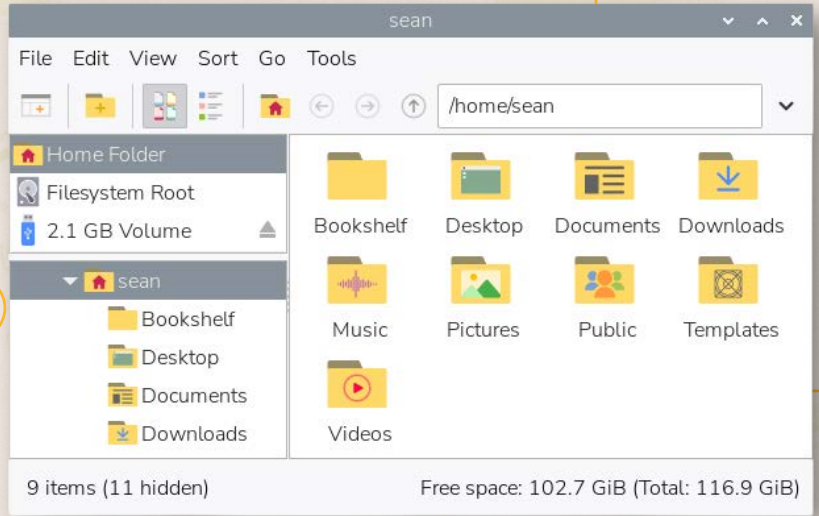 sean
File Edit View Sort Go Tools
/home/sean
Home Folder
Filesystem Root
2.1 GB Volume
sean
Bookshelf
Desktop
Documents
Downloads
Bookshelf Desktop Documents Downloads
Music Pictures Public Templates
Videos
9 items (11 hidden) Free space: 102.7 GiB (Total: 116.9 GiB)